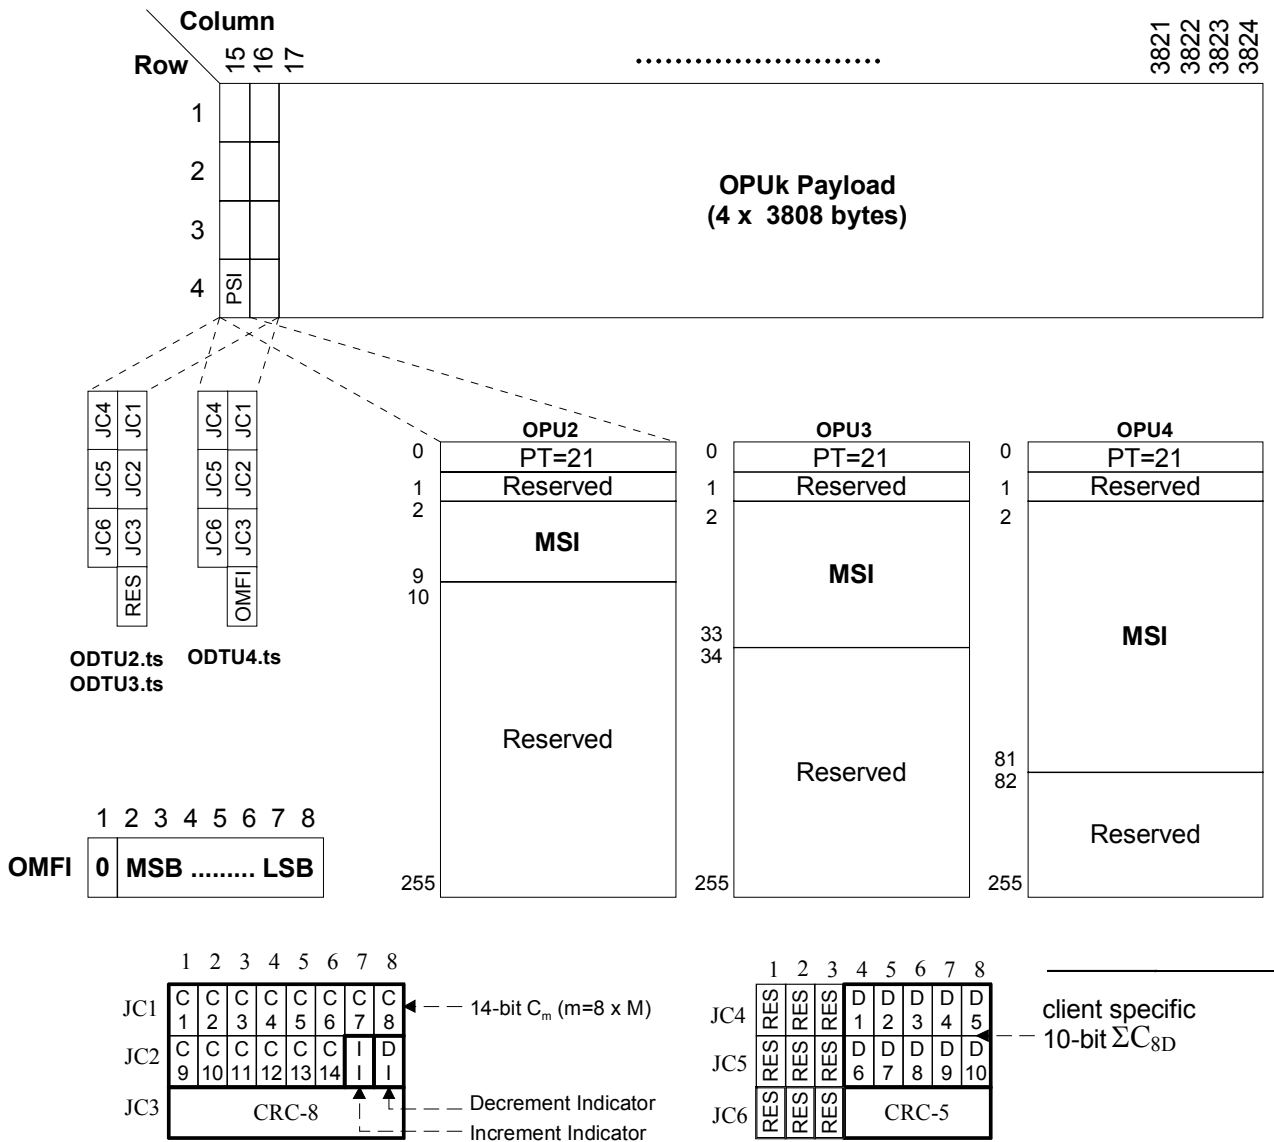 Column
Row
15 16 17 ........................ 3821 3822 3823 3824
1
2
3
4
PSI
OPUk Payload
(4 x 3808 bytes)
JC4 JC1
JC5 JC2
JC6 JC3
RES
ODTU2.ts
ODTU3.ts
JC4 JC1
JC5 JC2
JC6 JC3
OMFI
ODTU4.ts
OPU2
0 PT=21
1 Reserved
2
MSI
9
10
Reserved
255
OPU3
0 PT=21
1 Reserved
2
MSI
33
34
Reserved
255
OPU4
0 PT=21
1 Reserved
2
MSI
81
82
Reserved
255
1 2 3 4 5 6 7 8
OMFI 0 MSB ......... LSB
1 2 3 4 5 6 7 8
JC1 C1 C2 C3 C4 C5 C6 C7 C8
14-bit Cm (m=8 x M)
JC2 C9 C10 C11 C12 C13 C14 II DI
JC3 CRC-8
Decrement Indicator
Increment Indicator
1 2 3 4 5 6 7 8
JC4 RES RES RES D1 D2 D3 D4 D5
JC5 RES RES RES D6 D7 D8 D9 D10
JC6 RES RES RES CRC-5
client specific
10-bit ΣC8D